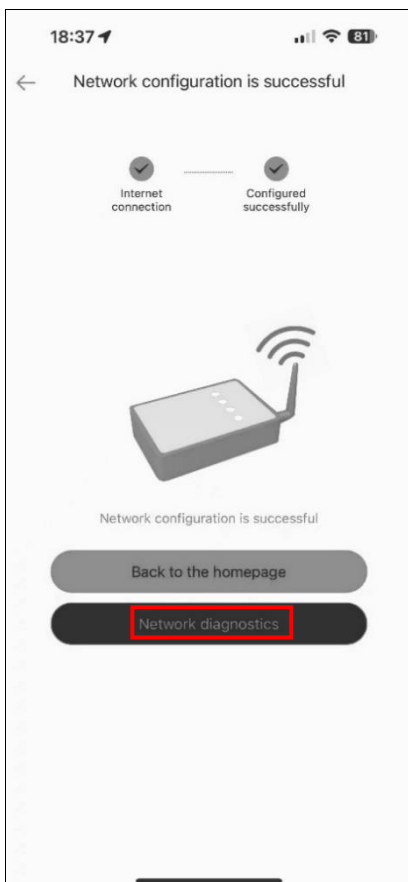 18:37
81
Network configuration is successful
Internet
connection
Configured
successfully
Network configuration is successful
Back to the homepage
Network diagnostics